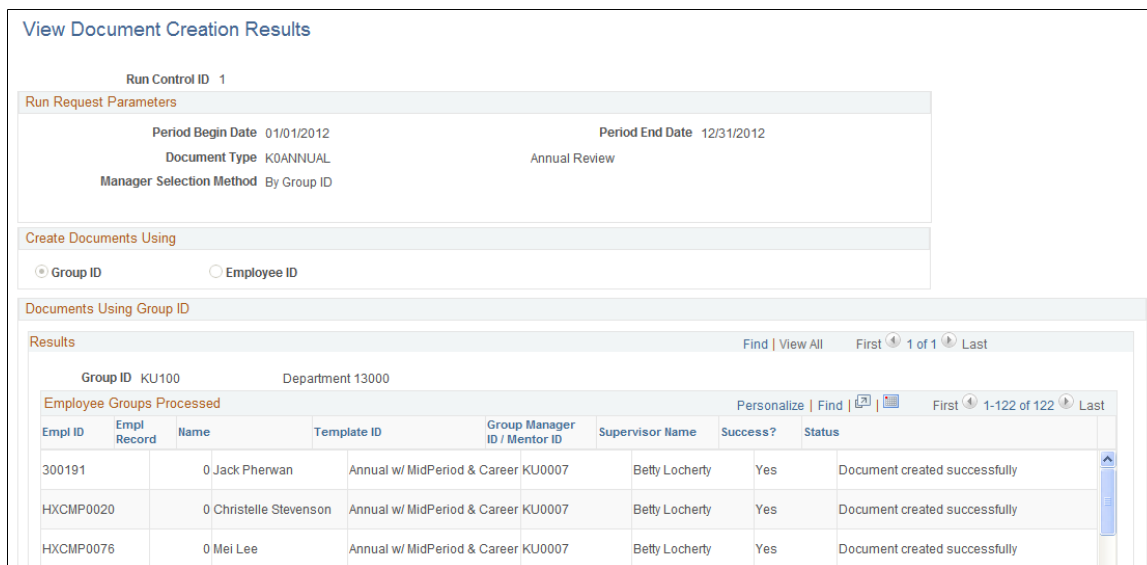 View Document Creation Results
Run Control ID 1
Run Request Parameters
Period Begin Date 01/01/2012 Period End Date 12/31/2012
Document Type K0ANNUAL Annual Review
Manager Selection Method By Group ID
Create Documents Using
Group ID Employee ID
Documents Using Group ID
Results Find | View All First 1 of 1 Last
Group ID KU100 Department 13000
Employee Groups Processed Personalize | Find | | First 1-122 of 122 Last
Empl ID Empl Record Name Template ID Group Manager ID / Mentor ID Supervisor Name Success? Status
300191 0 Jack Pherwan Annual w/ MidPeriod & Career KU0007 Betty Locherty Yes Document created successfully
HXCMP0020 0 Christelle Stevenson Annual w/ MidPeriod & Career KU0007 Betty Locherty Yes Document created successfully
HXCMP0076 0 Mei Lee Annual w/ MidPeriod & Career KU0007 Betty Locherty Yes Document created successfully